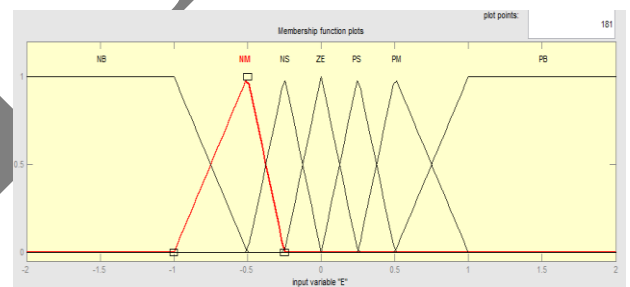 plot points: 181
Membership function plots
NB NM NS ZE PS PM PB
1
0.5
0
-2 -1.5 -1 -0.5 0 0.5 1 1.5 2
input variable "E"